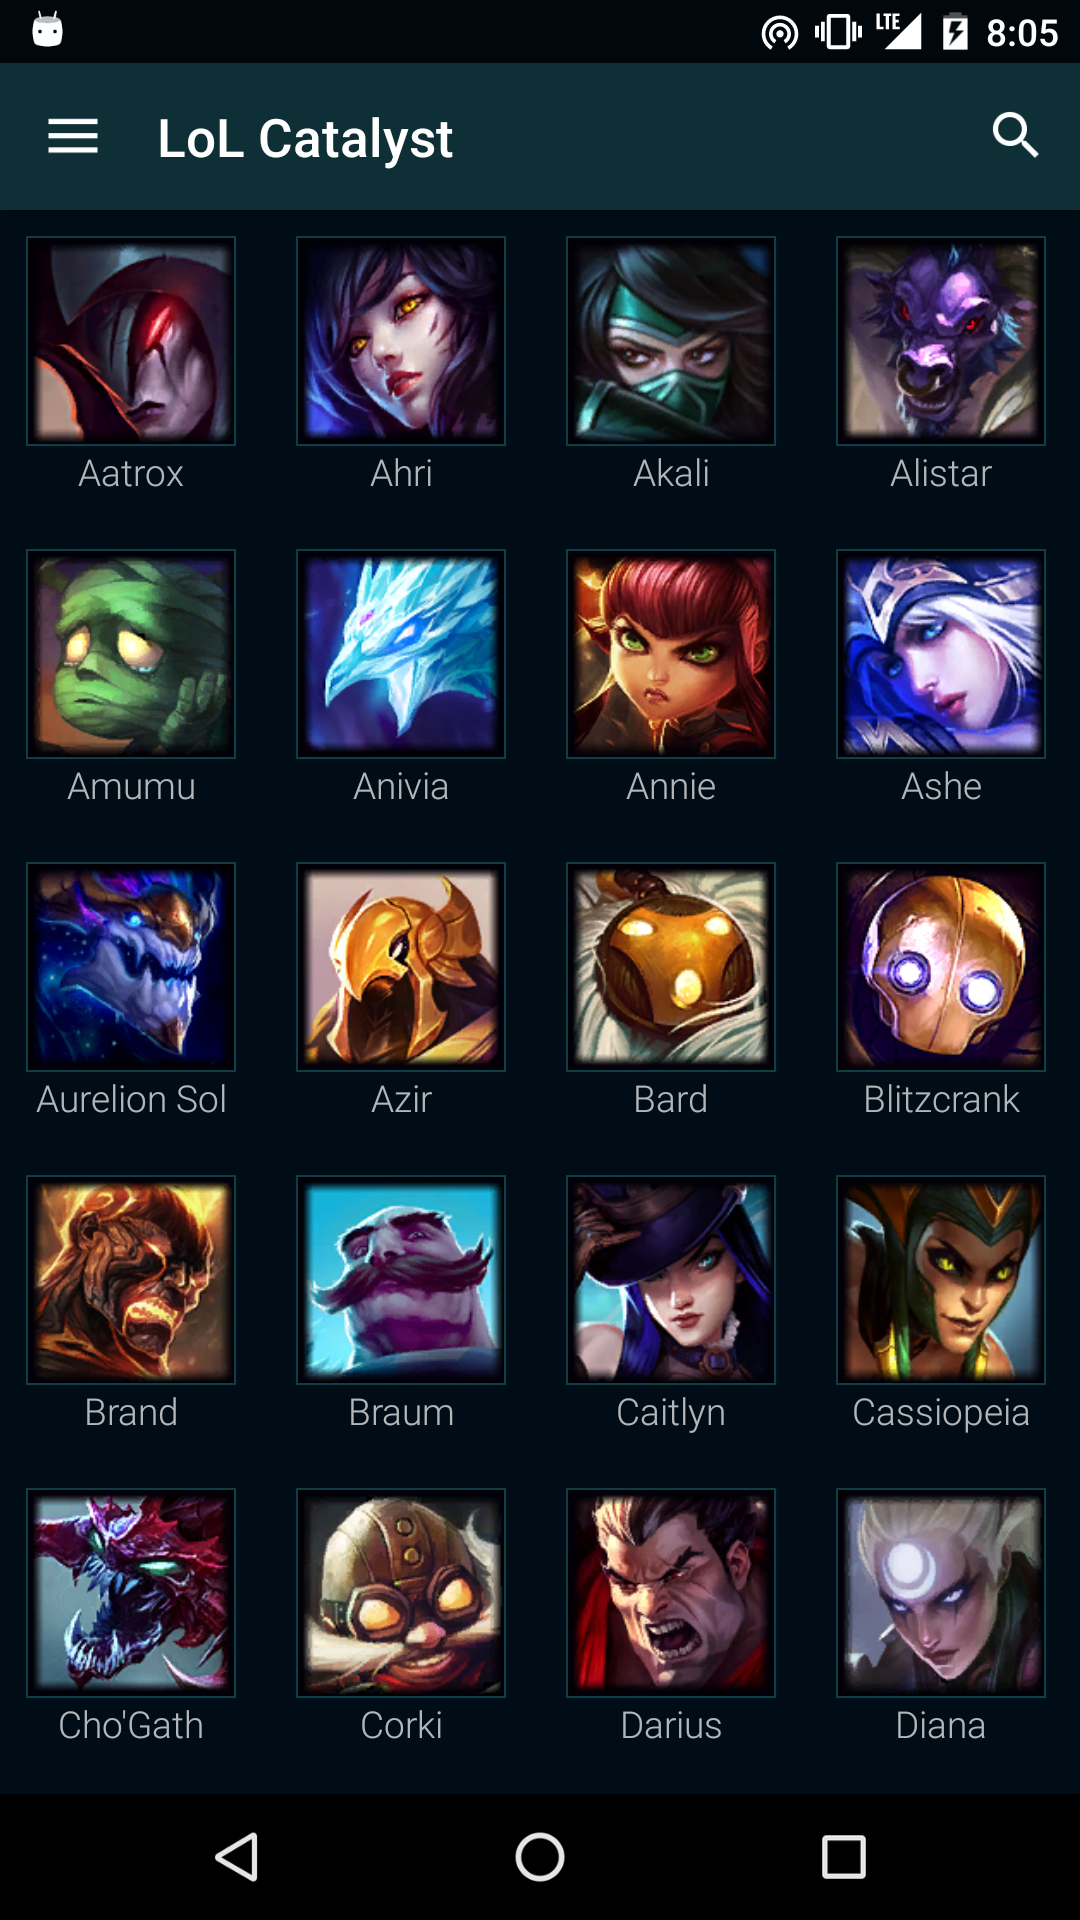 LTE 8:05
LoL Catalyst
Aatrox Ahri Akali Alistar
Amumu Anivia Annie Ashe
Aurelion Sol Azir Bard Blitzcrank
Brand Braum Caitlyn Cassiopeia
Cho'Gath Corki Darius Diana